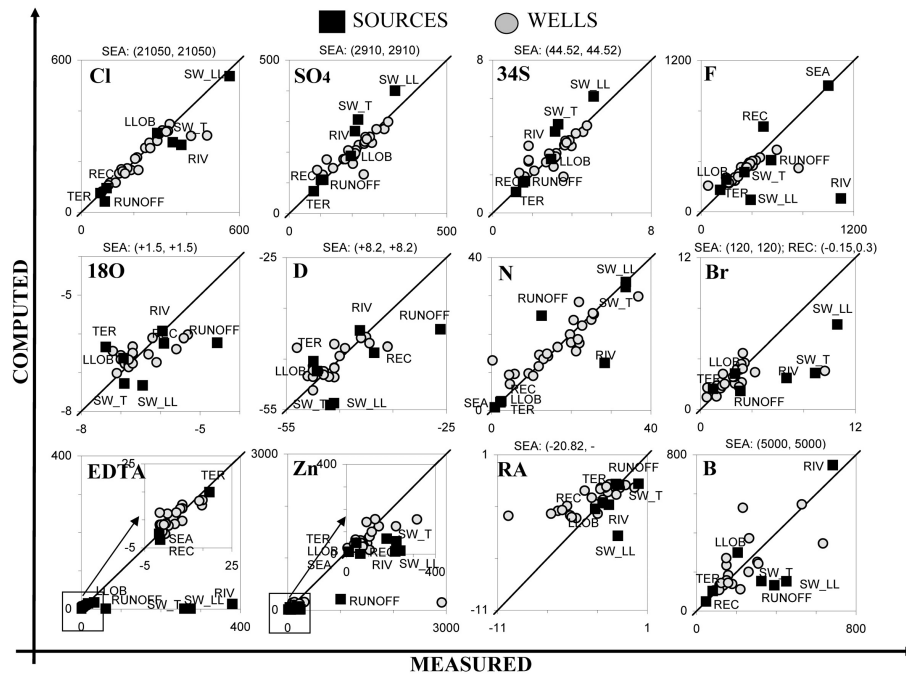 SOURCES WELLS
SEA: (21050, 21050)
600
Cl
SW_LL
LLOB
SW_T
RIV
REC
TER
RUNOFF
0
0
600
SEA: (2910, 2910)
500
SO4
SW_LL
SW_T
RIV
LLOB
REC
RUNOFF
TER
0
0
500
SEA: (44.52, 44.52)
8
34S
SW_LL
SW_T
RIV
LLOB
REC
RUNOFF
TER
0
0
8
1200
F
SEA
REC
LLOB
RUNOFF
SW_T
TER
SW_LL
RIV
0
0
1200
SEA: (+1.5, +1.5)
18O
-5
RIV
TER
REC
RUNOFF
LLOB
SW_T
SW_LL
-8
-8
-5
SEA: (+8.2, +8.2)
-25
D
RIV
RUNOFF
TER
REC
LLOB
SW_T
SW_LL
-55
-55
-25
40
N
SW_LL
SW_T
RUNOFF
RIV
REC
LLOB
SEA
TER
0
0
40
SEA: (120, 120); REC: (-0.15,0.3)
12
Br
SW_LL
LLOB
SW_T
RIV
TER
RUNOFF
0
0
12
400
EDTA
25
TER
SEA
REC
-5
-5
25
LLOB
RUNOFF
SW_T
SW_LL
RIV
0
0
400
3000
Zn
400
TER
LLOB
SEA
SW_T
REC
RIV
SW_LL
0
0
400
RUNOFF
0
0
3000
SEA: (-20.82, -
1
RA
RUNOFF
TER
REC
SW_T
LLOB
RIV
SW_LL
-11
-11
1
SEA: (5000, 5000)
800
B
RIV
LLOB
TER
SW_T
SW_LL
REC
RUNOFF
0
0
800
COMPUTED
MEASURED